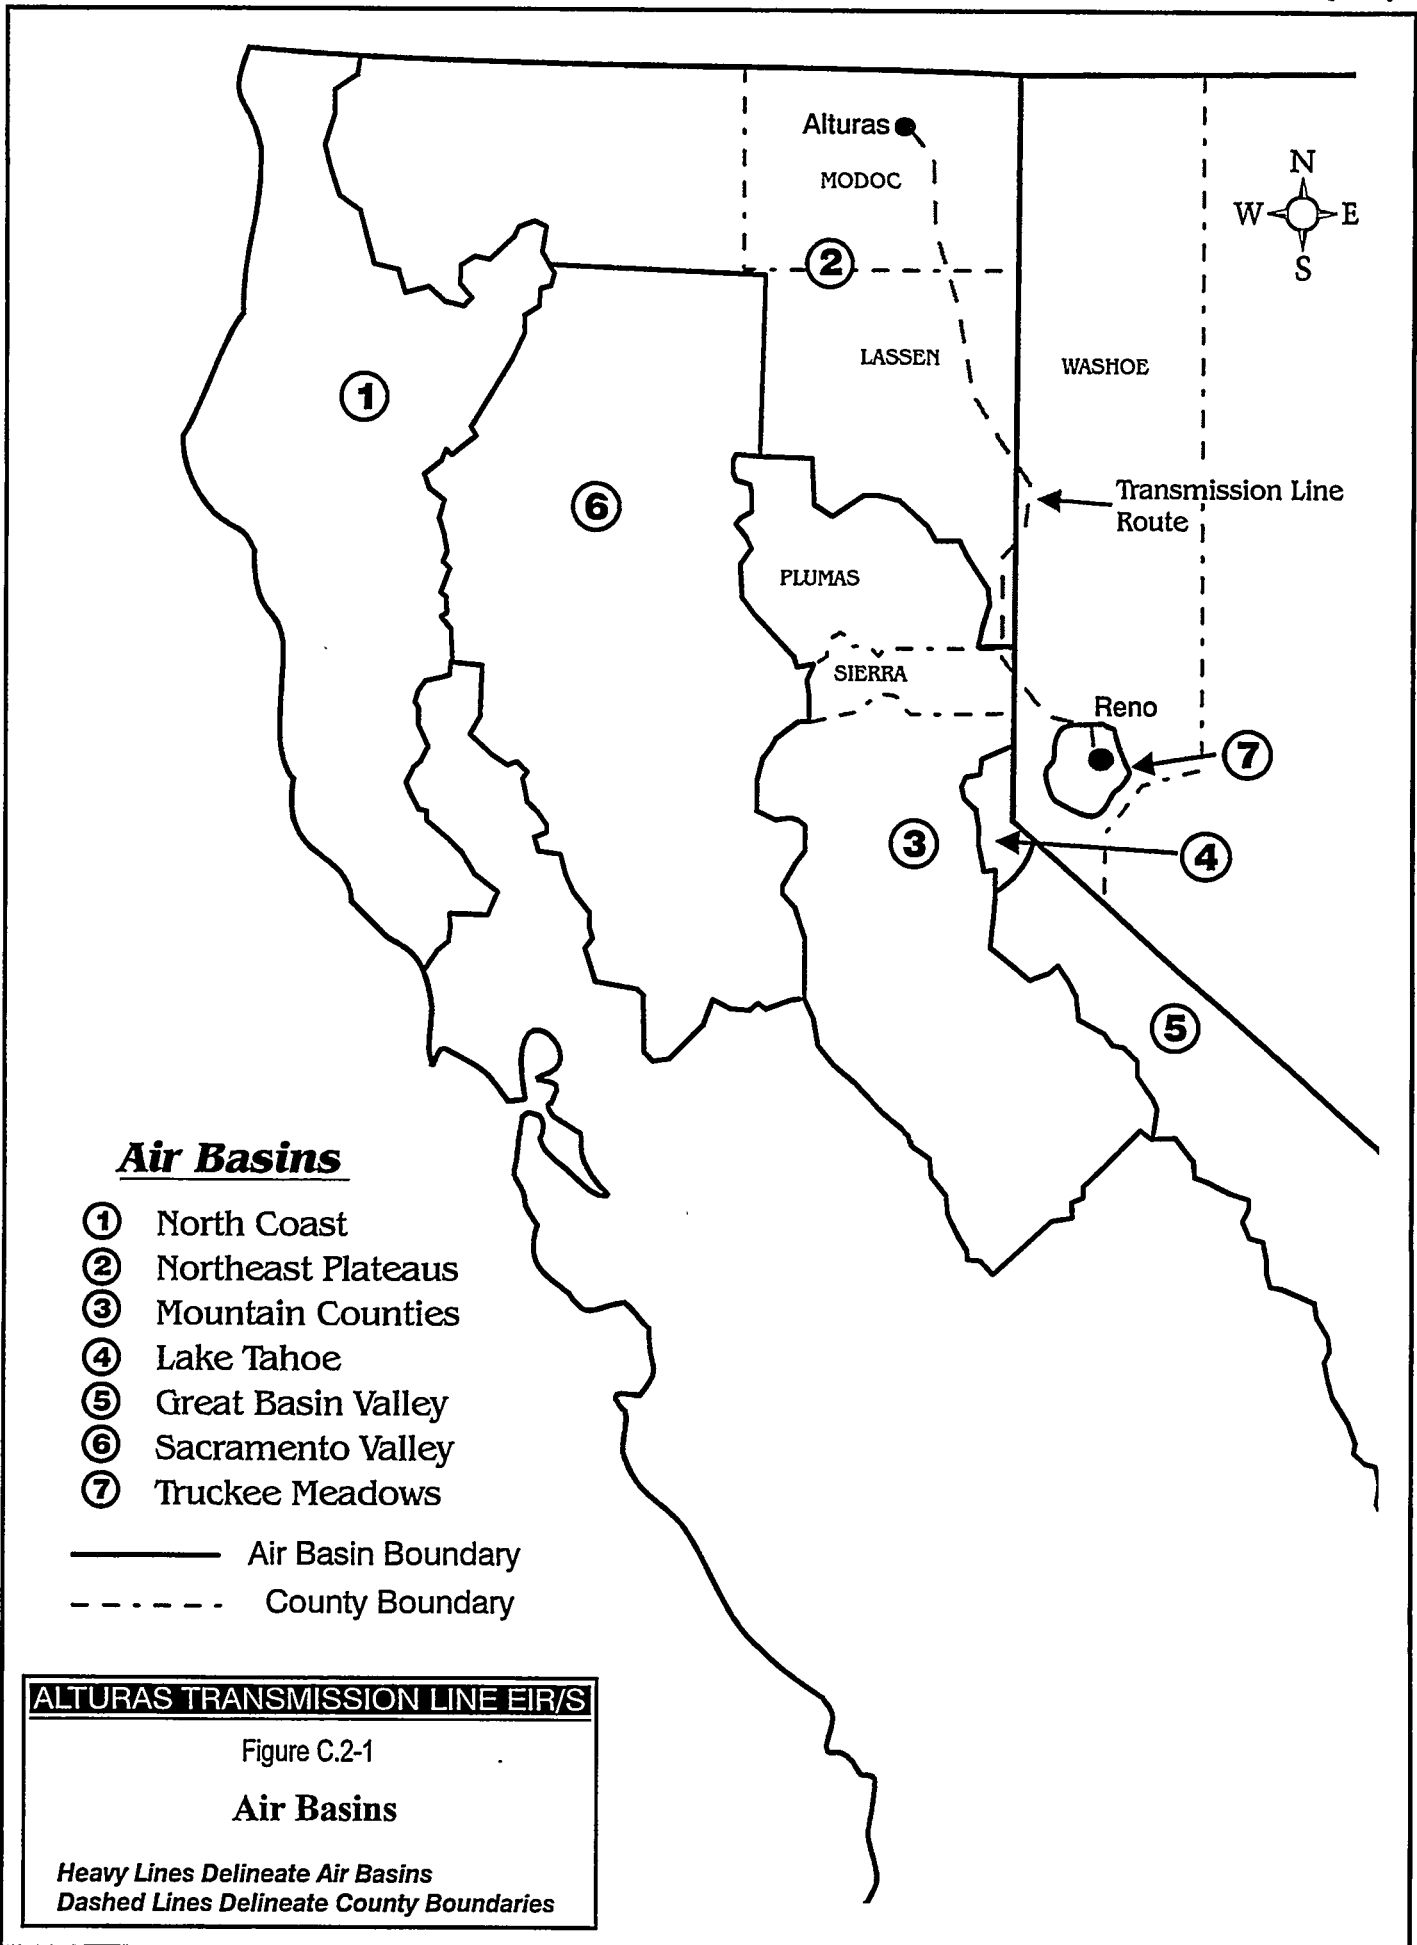 Alturas
MODOC
N
W E
S
2
LASSEN
WASHOE
1
6
Transmission Line
Route
PLUMAS
SIERRA
Reno
7
3
4
5
Air Basins
1 North Coast
2 Northeast Plateaus
3 Mountain Counties
4 Lake Tahoe
5 Great Basin Valley
6 Sacramento Valley
7 Truckee Meadows
Air Basin Boundary
County Boundary
ALTURAS TRANSMISSION LINE EIR/S
Figure C.2-1
Air Basins
Heavy Lines Delineate Air Basins
Dashed Lines Delineate County Boundaries